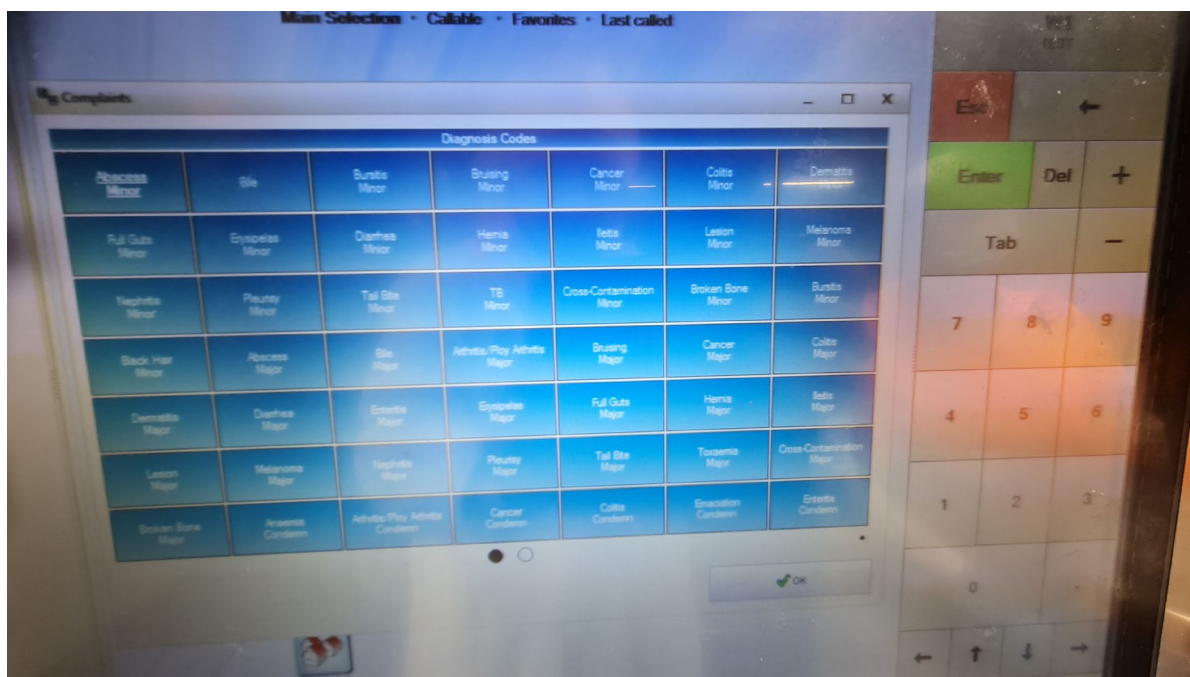 Main Selection · Callable · Favorites · Last called
Complaints
Diagnosis Codes
Abscess Minor
Bile
Bursitis Minor
Bruising Minor
Cancer Minor
Colitis Minor
Dermatitis Minor
Full Guts Minor
Erysipelas Minor
Diarrhea Minor
Hernia Minor
Ileitis Minor
Lesion Minor
Melanoma Minor
Nephritis Minor
Pleurisy Minor
Tail Bite Minor
TB Minor
Cross-Contamination Minor
Broken Bone Minor
Bursitis Minor
Black Hair Minor
Abscess Major
Bile Major
Arthritis/Ploy Arthritis Major
Bruising Major
Cancer Major
Colitis Major
Dermatitis Major
Diarrhea Major
Enteritis Major
Erysipelas Major
Full Guts Major
Hernia Major
Ileitis Major
Lesion Major
Melanoma Major
Nephritis Major
Pleurisy Major
Tail Bite Major
Toxaemia Major
Cross-Contamination Major
Broken Bone Major
Anaemia Condemn
Arthritis/Ploy Arthritis Condemn
Cancer Condemn
Colitis Condemn
Emaciation Condemn
Enteritis Condemn
OK
Esc ←
Enter Del +
Tab −
7 8 9
4 5 6
1 2 3
0 .
← ↑ ↓ →